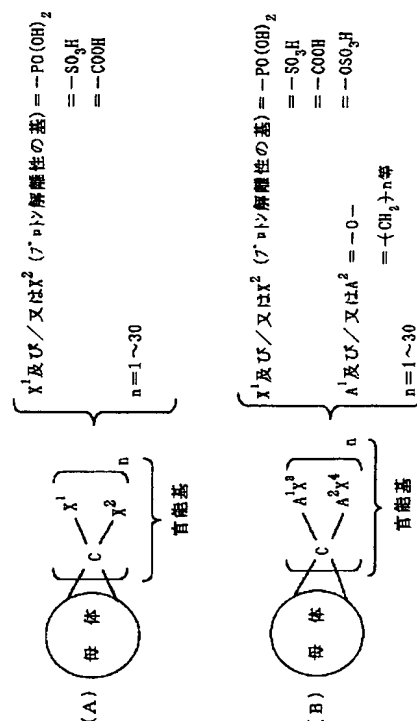 (A)
母体
C
X¹
X²
n
官能基
X¹及び/又はX² (プロトン解離性の基) = −PO(OH)₂
= −SO₃H
= −COOH
n=1~30
(B)
母体
C
A¹X³
A²X⁴
n
官能基
X¹及び/又はX² (プロトン解離性の基) = −PO(OH)₂
= −SO₃H
= −COOH
= −OSO₃H
A¹及び/又はA² = −O−
= −(CH₂)−n等
n=1~30